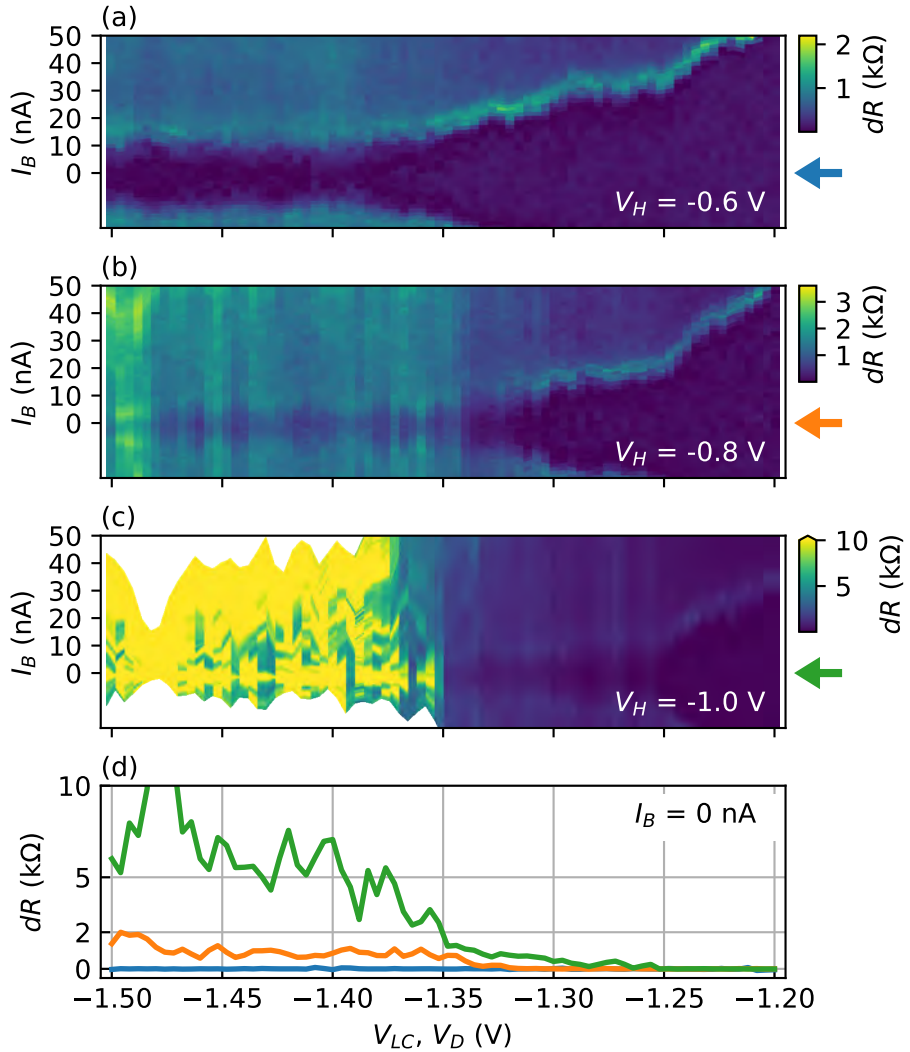 (a)
50
40
30
20
10
0
I_B (nA)
V_H = -0.6 V
2
1
dR (kΩ)
(b)
50
40
30
20
10
0
I_B (nA)
V_H = -0.8 V
3
2
1
dR (kΩ)
(c)
50
40
30
20
10
0
I_B (nA)
V_H = -1.0 V
10
5
dR (kΩ)
(d)
10
5
2
0
dR (kΩ)
I_B = 0 nA
−1.50 −1.45 −1.40 −1.35 −1.30 −1.25 −1.20
V_LC, V_D (V)